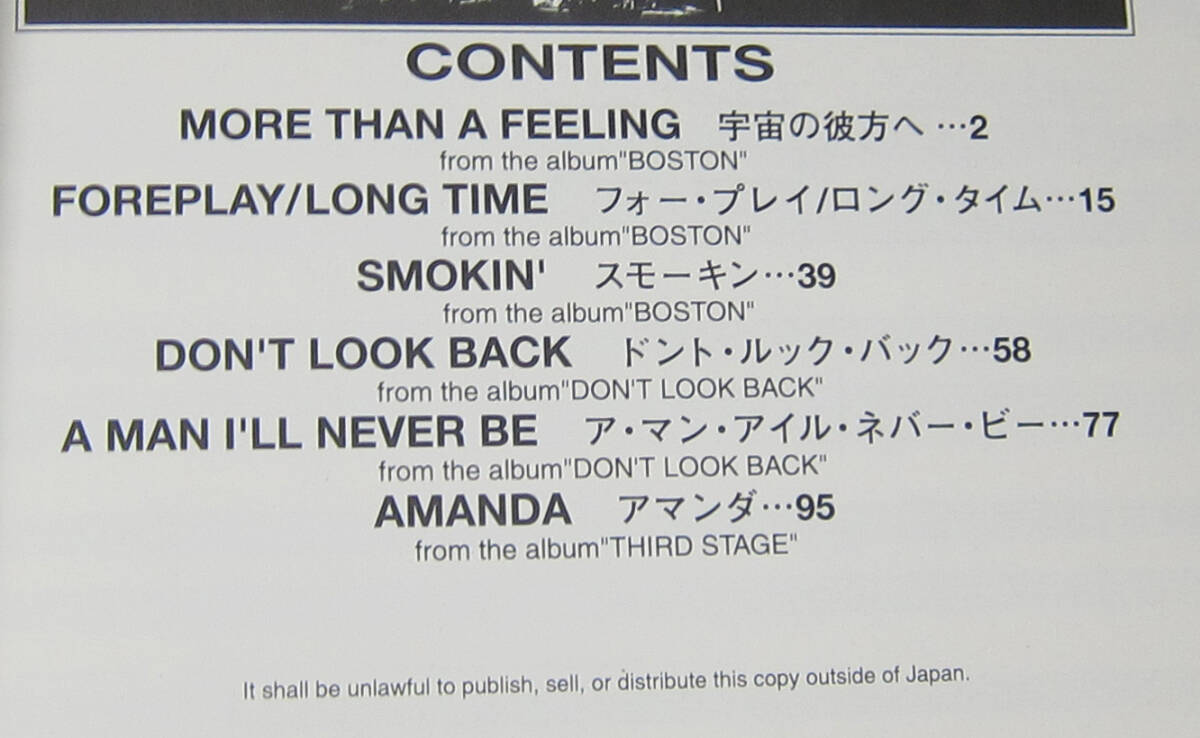 CONTENTS
MORE THAN A FEELING 宇宙の彼方へ …2
from the album"BOSTON"
FOREPLAY/LONG TIME フォー・プレイ/ロング・タイム…15
from the album"BOSTON"
SMOKIN' スモーキン…39
from the album"BOSTON"
DON'T LOOK BACK ドント・ルック・バック…58
from the album"DON'T LOOK BACK"
A MAN I'LL NEVER BE ア・マン・アイル・ネバー・ビー…77
from the album"DON'T LOOK BACK"
AMANDA アマンダ…95
from the album"THIRD STAGE"
It shall be unlawful to publish, sell, or distribute this copy outside of Japan.